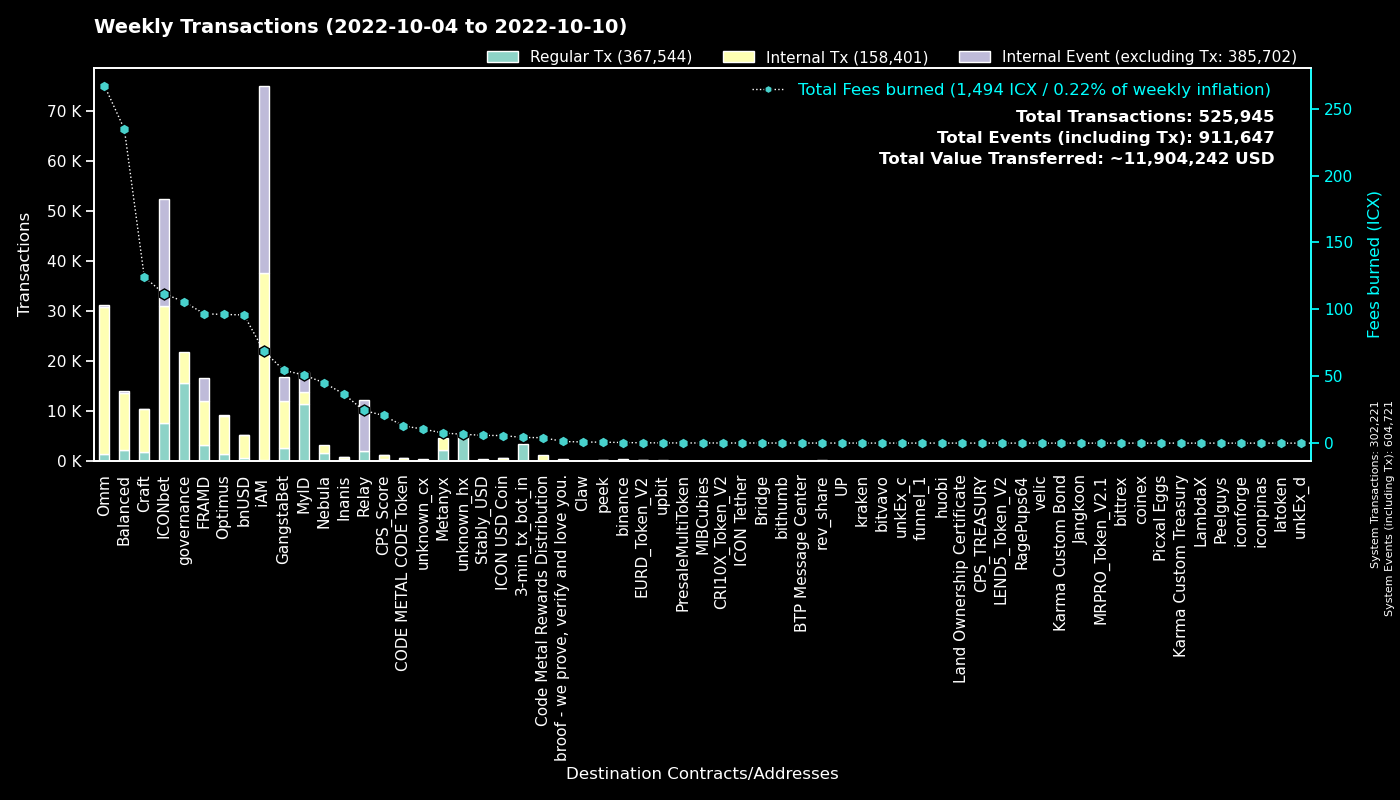 Weekly Transactions (2022-10-04 to 2022-10-10)
Regular Tx (367,544)
Internal Tx (158,401)
Internal Event (excluding Tx: 385,702)
Total Fees burned (1,494 ICX / 0.22% of weekly inflation)
Total Transactions: 525,945
Total Events (including Tx): 911,647
Total Value Transferred: ~11,904,242 USD
Transactions
70 K
60 K
50 K
40 K
30 K
20 K
10 K
0 K
250
200
150
100
50
0
Fees burned (ICX)
System Transactions: 302,221
System Events (including Tx): 604,721
Omm
Balanced
Craft
ICONbet
governance
FRAMD
Optimus
bnUSD
iAM
GangstaBet
MyID
Nebula
Inanis
Relay
CPS_Score
CODE METAL CODE Token
unknown_cx
Metanyx
unknown_hx
Stably_USD
ICON USD Coin
3-min_tx_bot_in
Code Metal Rewards Distribution
broof - we prove, verify and love you.
Claw
peek
binance
EURD_Token_V2
upbit
PresaleMultiToken
MIBCubies
CRI10X_Token_V2
ICON Tether
Bridge
bithumb
BTP Message Center
rev_share
UP
kraken
bitvavo
unkEx_c
funnel_1
huobi
Land Ownership Certificate
CPS_TREASURY
LEND5_Token_V2
RagePups64
velic
Karma Custom Bond
Jangkoon
MRPRO_Token_V2.1
bittrex
coinex
Picxal Eggs
Karma Custom Treasury
LambdaX
Peelguys
iconforge
iconpinas
latoken
unkEx_d
Destination Contracts/Addresses